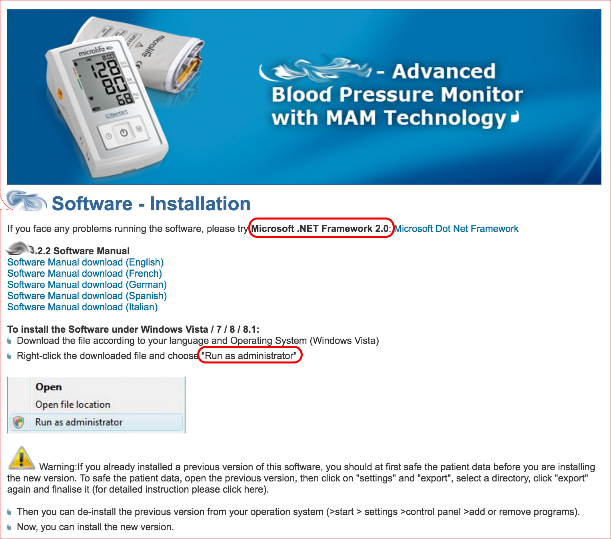 microlife
microlife
128
80
68
- Advanced
Blood Pressure Monitor
with MAM Technology
Software - Installation
If you face any problems running the software, please try Microsoft .NET Framework 2.0: Microsoft Dot Net Framework
3.2.2 Software Manual
Software Manual download (English)
Software Manual download (French)
Software Manual download (German)
Software Manual download (Spanish)
Software Manual download (Italian)
To install the Software under Windows Vista / 7 / 8 / 8.1:
Download the file according to your language and Operating System (Windows Vista)
Right-click the downloaded file and choose "Run as administrator"
Open
Open file location
Run as administrator
Warning:If you already installed a previous version of this software, you should at first safe the patient data before you are installing
the new version. To safe the patient data, open the previous version, then click on "settings" and "export", select a directory, click "export"
again and finalise it (for detailed instruction please click here).
Then you can de-install the previous version from your operation system (>start > settings >control panel >add or remove programs).
Now, you can install the new version.